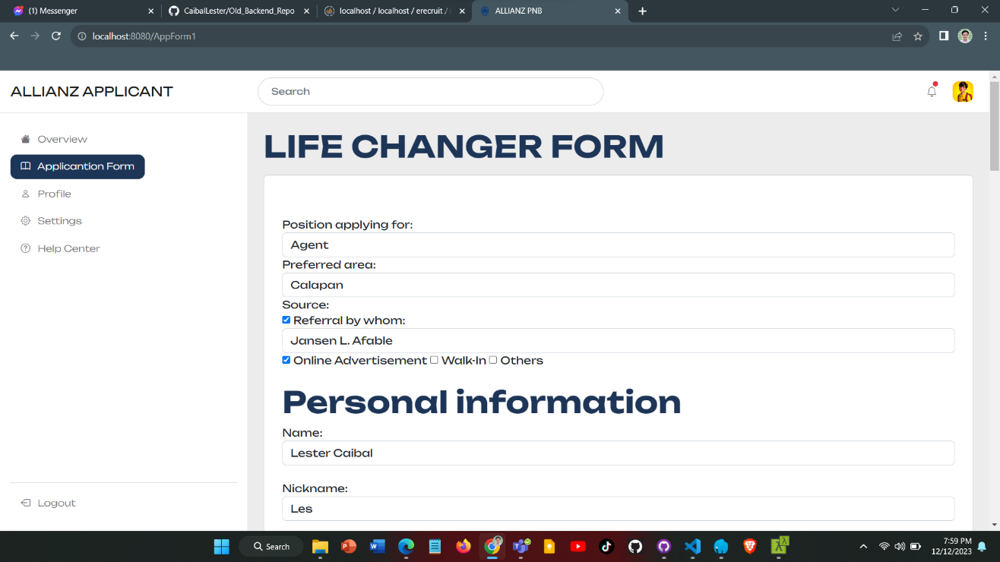 (1) Messenger
CaibalLester/Old_Backend_Repo
localhost / localhost / erecruit /
ALLIANZ PNB
localhost:8080/AppForm1
ALLIANZ APPLICANT
Search
Overview
Applicantion Form
Profile
Settings
Help Center
Logout
LIFE CHANGER FORM
Position applying for:
Agent
Preferred area:
Calapan
Source:
Referral by whom:
Jansen L. Afable
Online Advertisement Walk-In Others
Personal information
Name:
Lester Caibal
Nickname:
Les
Search
7:59 PM
12/12/2023